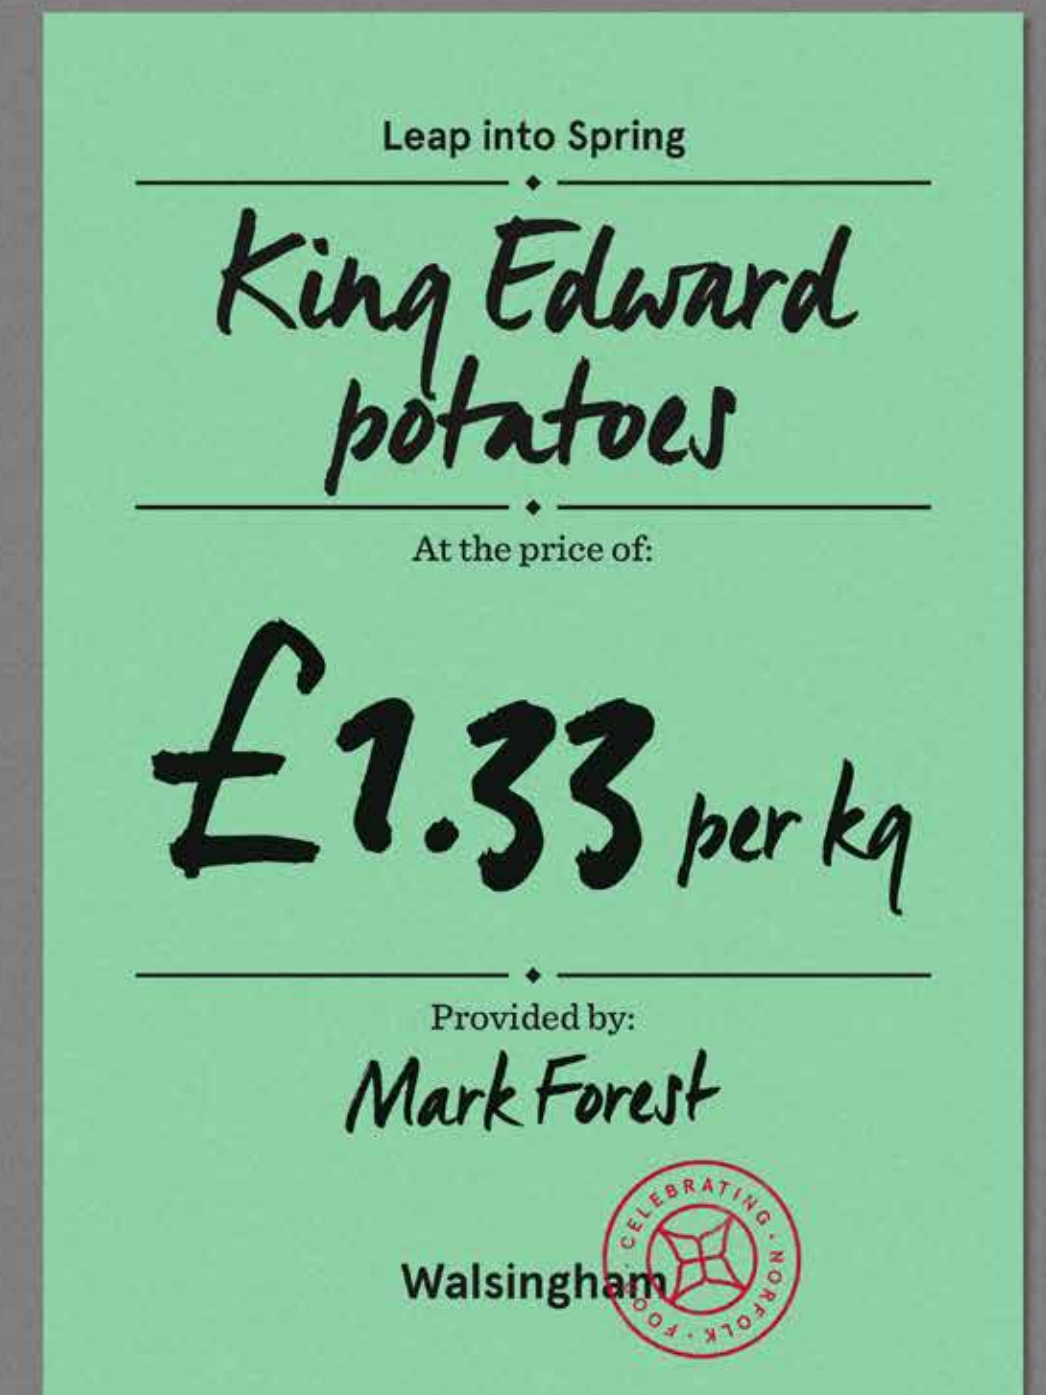 Leap into Spring
King Edward
potatoes
At the price of:
£1.33 per kg
Provided by:
Mark Forest
CELEBRATING · NORFOLK · FOOD ·
Walsingham